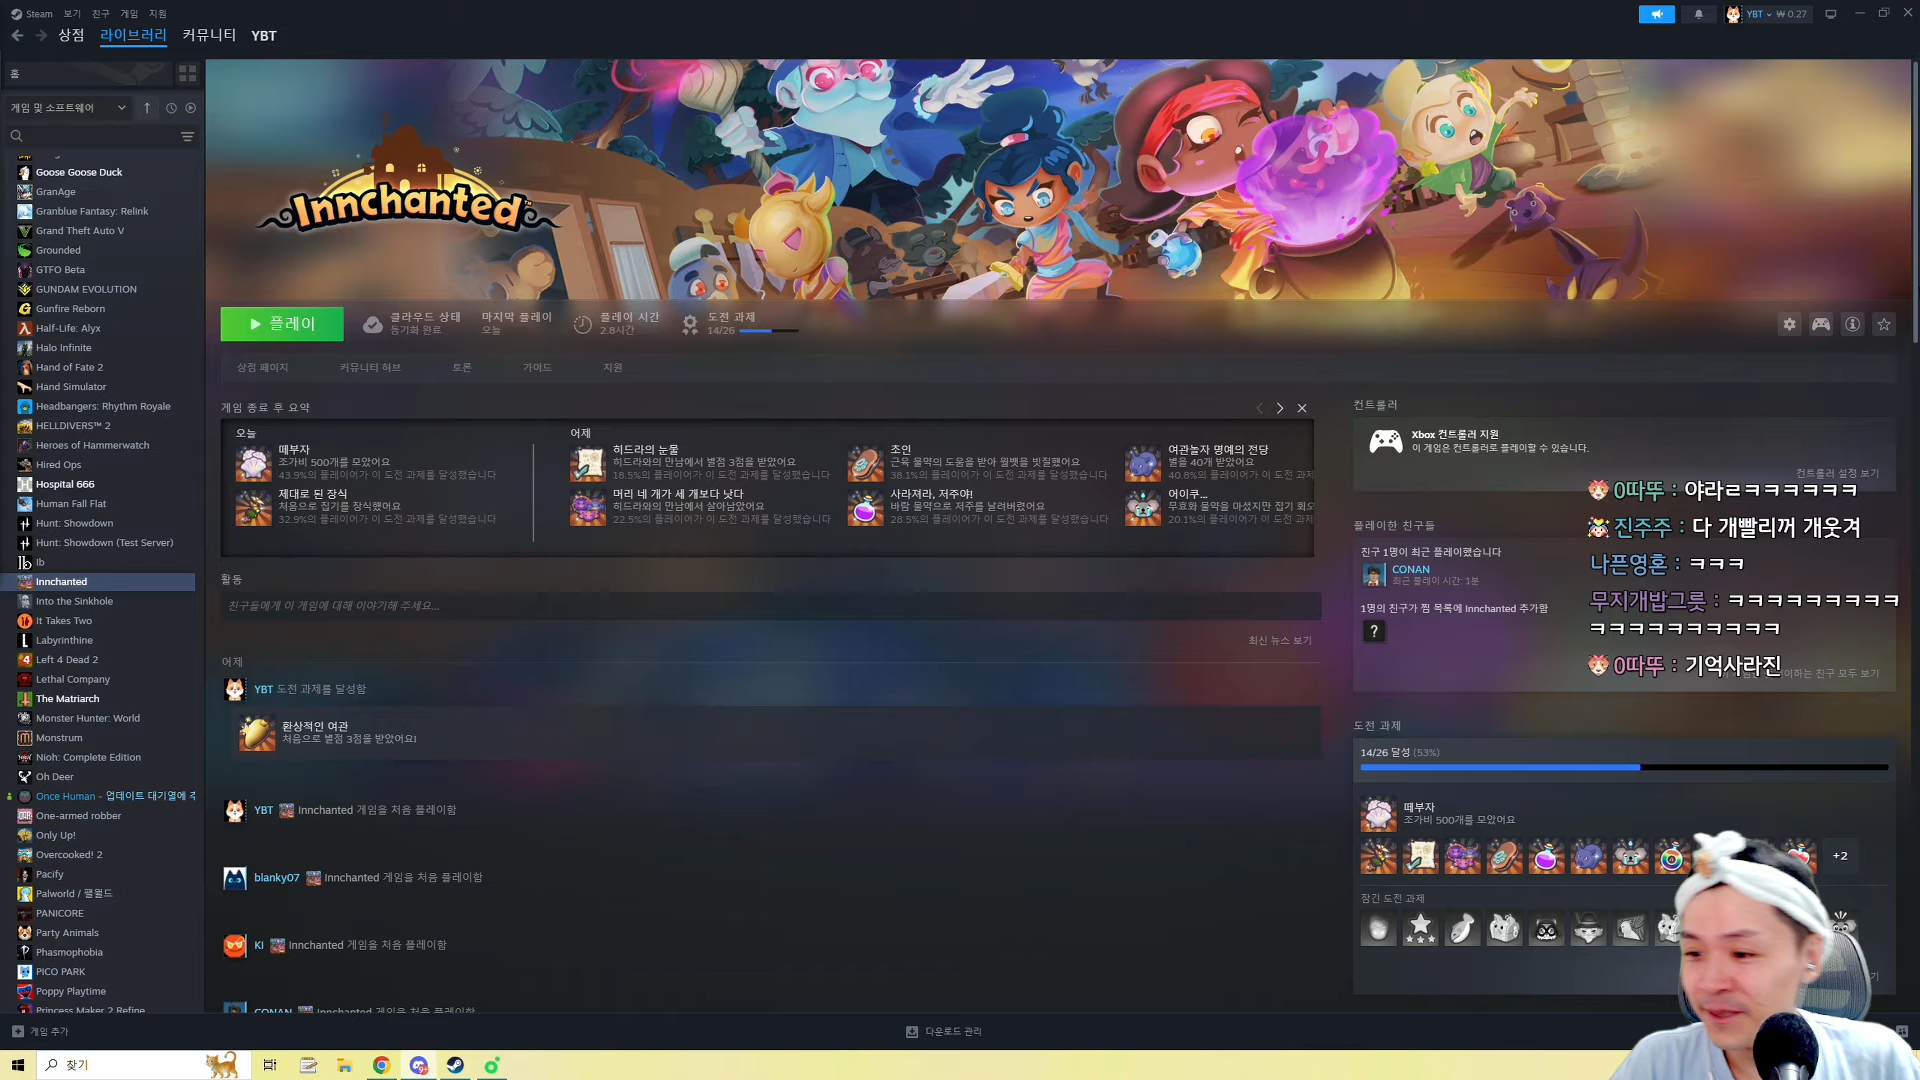 Steam 보기 친구 게임 지원
YBT ₩ 0.27
상점 라이브러리 커뮤니티 YBT
홈
게임 및 소프트웨어
Goose Goose Duck
GranAge
Granblue Fantasy: Relink
Grand Theft Auto V
Grounded
GTFO Beta
GUNDAM EVOLUTION
Gunfire Reborn
Half-Life: Alyx
Halo Infinite
Hand of Fate 2
Hand Simulator
Headbangers: Rhythm Royale
HELLDIVERS™ 2
Heroes of Hammerwatch
Hired Ops
Hospital 666
Human Fall Flat
Hunt: Showdown
Hunt: Showdown (Test Server)
Ib
Innchanted
Into the Sinkhole
It Takes Two
Labyrinthine
Left 4 Dead 2
Lethal Company
The Matriarch
Monster Hunter: World
Monstrum
Nioh: Complete Edition
Oh Deer
Once Human - 업데이트 대기열에
One-armed robber
Only Up!
Overcooked! 2
Pacify
Palworld / 팰월드
PANICORE
Party Animals
Phasmophobia
PICO PARK
Poppy Playtime
Princess Maker 2 Refine
게임 추가
Innchanted
플레이
클라우드 상태
동기화 완료
마지막 플레이
오늘
플레이 시간
2.8시간
도전 과제
14/26
상점 페이지 커뮤니티 허브 토론 가이드 지원
게임 종료 후 요약
오늘
떼부자
조가비 500개를 모았어요
43.9%의 플레이어가 이 도전 과제를 달성했습니다
제대로 된 장식
처음으로 집기를 장식했어요
32.9%의 플레이어가 이 도전 과제를 달성했습니다
어제
히드라의 눈물
히드라와의 만남에서 별점 3점을 받았어요
18.5%의 플레이어가 이 도전 과제를 달성했습니다
머리 네 개가 세 개보다 낫다
히드라와의 만남에서 살아남았어요
22.5%의 플레이어가 이 도전 과제를 달성했습니다
초인
근육 물약의 도움을 받아 웜뱃을 빗질했어요
38.1%의 플레이어가 이 도전 과제를 달성했습니다
사라져라, 저주야!
바람 물약으로 저주를 날려버렸어요
28.5%의 플레이어가 이 도전 과제를 달성했습니다
여관놀자 명예의 전당
별을 40개 받았어요
40.8%의 플레이어가 이 도전 과제
어이쿠...
무효화 물약을 마셨지만 집기 회오
20.1%의 플레이어가 이 도전 과제
활동
친구들에게 이 게임에 대해 이야기해 주세요...
최신 뉴스 보기
어제
YBT 도전 과제를 달성함
환상적인 여관
처음으로 별점 3점을 받았어요!
YBT Innchanted 게임을 처음 플레이함
blanky07 Innchanted 게임을 처음 플레이함
KI Innchanted 게임을 처음 플레이함
CONAN Innchanted 게임을 처음 플레이함
다운로드 관리
컨트롤러
Xbox 컨트롤러 지원
이 게임은 컨트롤러로 플레이할 수 있습니다.
컨트롤러 설정 보기
플레이한 친구들
친구 1명이 최근 플레이했습니다
CONAN
최근 플레이 시간: 1분
1명의 친구가 찜 목록에 Innchanted 추가함
?
하는 친구 모두 보기
0따뚜 : 야라ㄹㅋㅋㅋㅋㅋㅋ
진주주 : 다 개빨리꺼 개웃겨
나픈영혼 : ㅋㅋㅋ
무지개밥그릇 : ㅋㅋㅋㅋㅋㅋㅋㅋㅋ
ㅋㅋㅋㅋㅋㅋㅋㅋㅋㅋ
0따뚜 : 기억사라진
도전 과제
14/26 달성 (53%)
떼부자
조가비 500개를 모았어요
+2
잠긴 도전 과제
찾기
9+